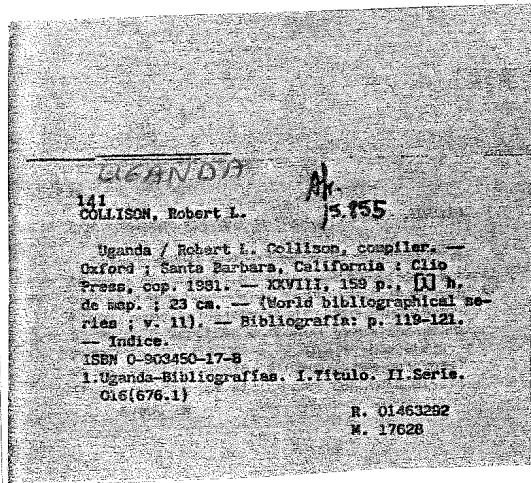 UGANDA
Afr.
141
15.855
COLLISON, Robert L.
Uganda / Robert L. Collison, compiler. —
Oxford ; Santa Barbara, California : Clio
Press, cop. 1981. — XXVIII, 159 p., [1] h.
de map. ; 23 cm. — (World bibliographical se-
ries ; v. 11). — Bibliografía: p. 119-121.
— Indice.
ISBN 0-903450-17-8
1.Uganda-Bibliografías. I.Título. II.Serie.
016(676.1)
R. 01463292
M. 17628